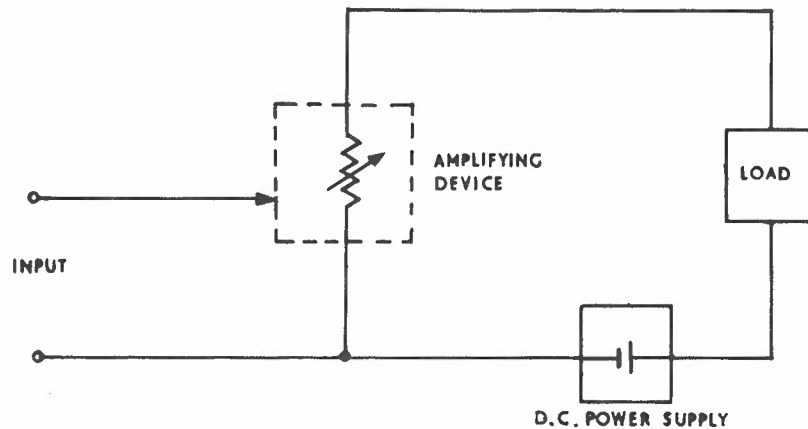 AMPLIFYING
DEVICE
LOAD
INPUT
D.C. POWER SUPPLY